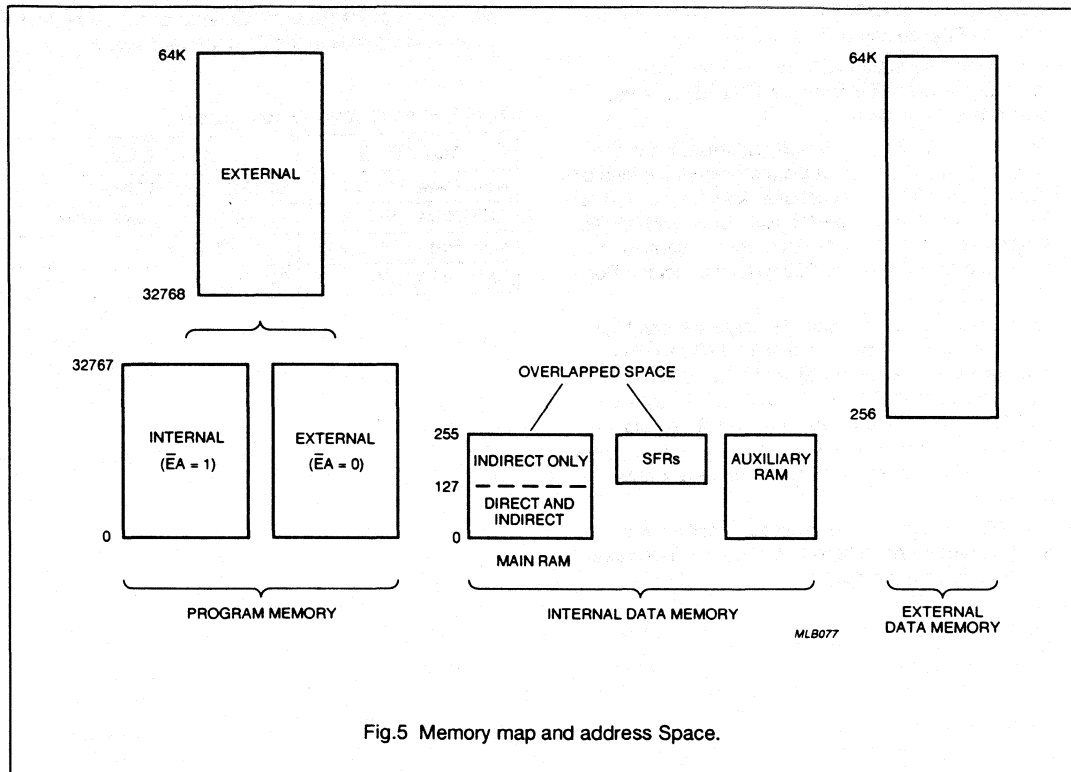 64K
EXTERNAL
32768
32767
INTERNAL
(E̅A = 1)
EXTERNAL
(E̅A = 0)
0
PROGRAM MEMORY
OVERLAPPED SPACE
255
INDIRECT ONLY
127
DIRECT AND
INDIRECT
0
MAIN RAM
SFRs
AUXILIARY
RAM
INTERNAL DATA MEMORY
64K
256
EXTERNAL
DATA MEMORY
MLB077
Fig.5 Memory map and address Space.